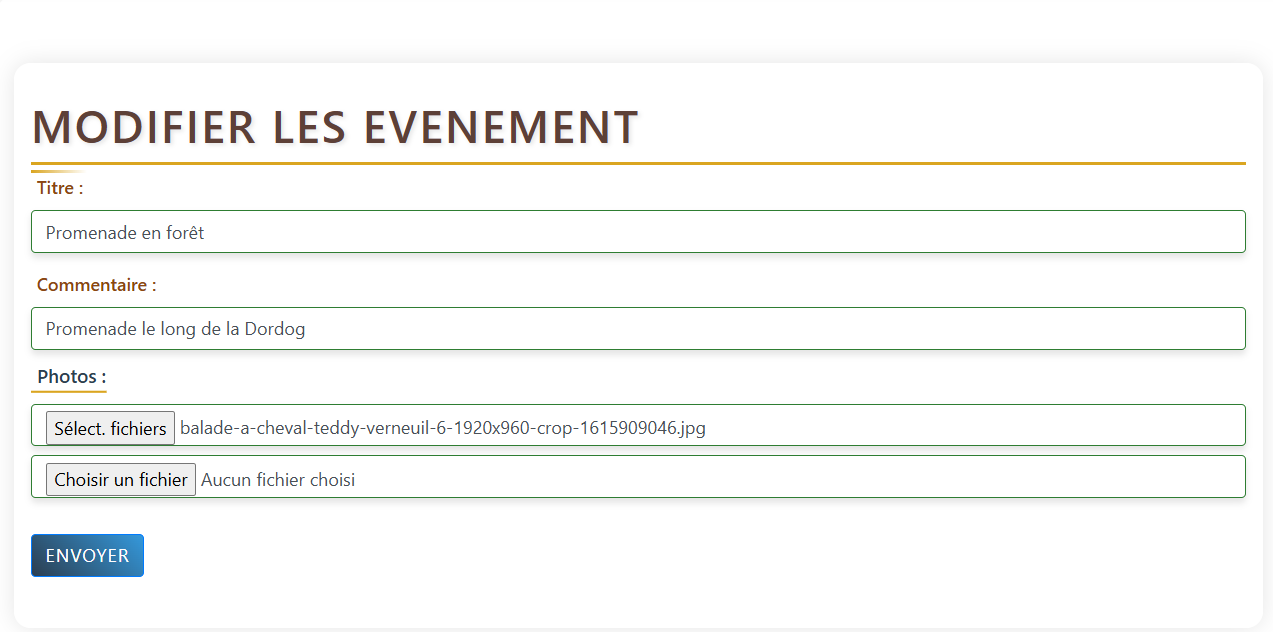 MODIFIER LES EVENEMENT
Titre :
Promenade en forêt
Commentaire :
Promenade le long de la Dordog
Photos :
Sélect. fichiers balade-a-cheval-teddy-verneuil-6-1920x960-crop-1615909046.jpg
Choisir un fichier Aucun fichier choisi
ENVOYER